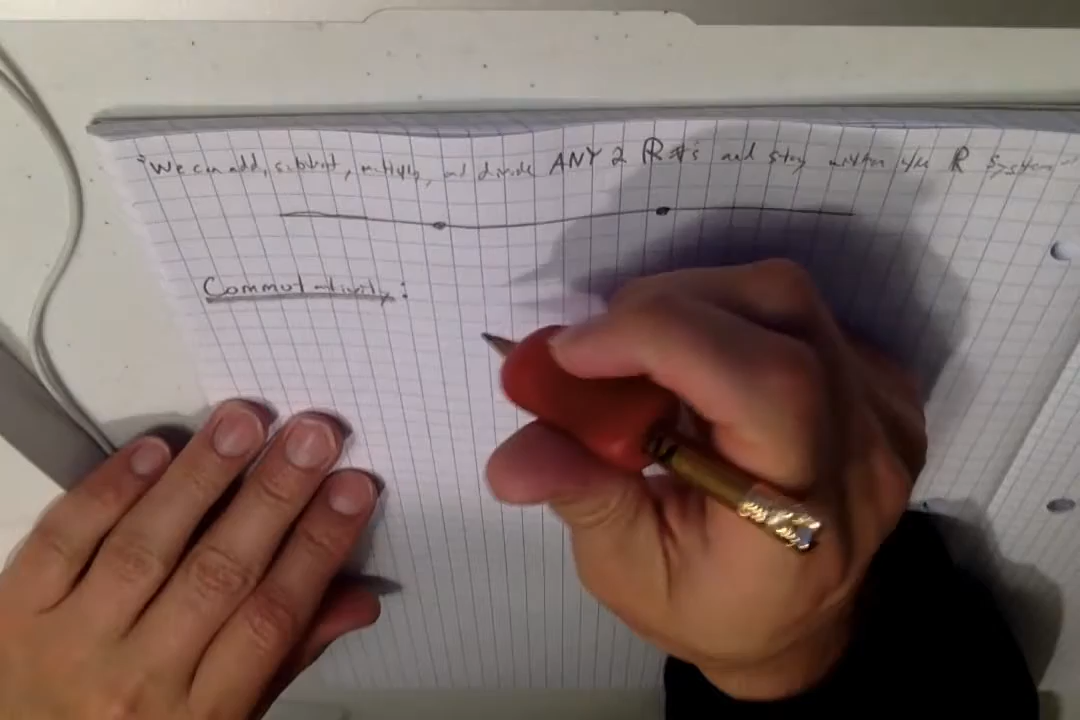 "We can add, subtract, multiply, and divide ANY 2 R #'s and stay within the R System"
Commutativity: